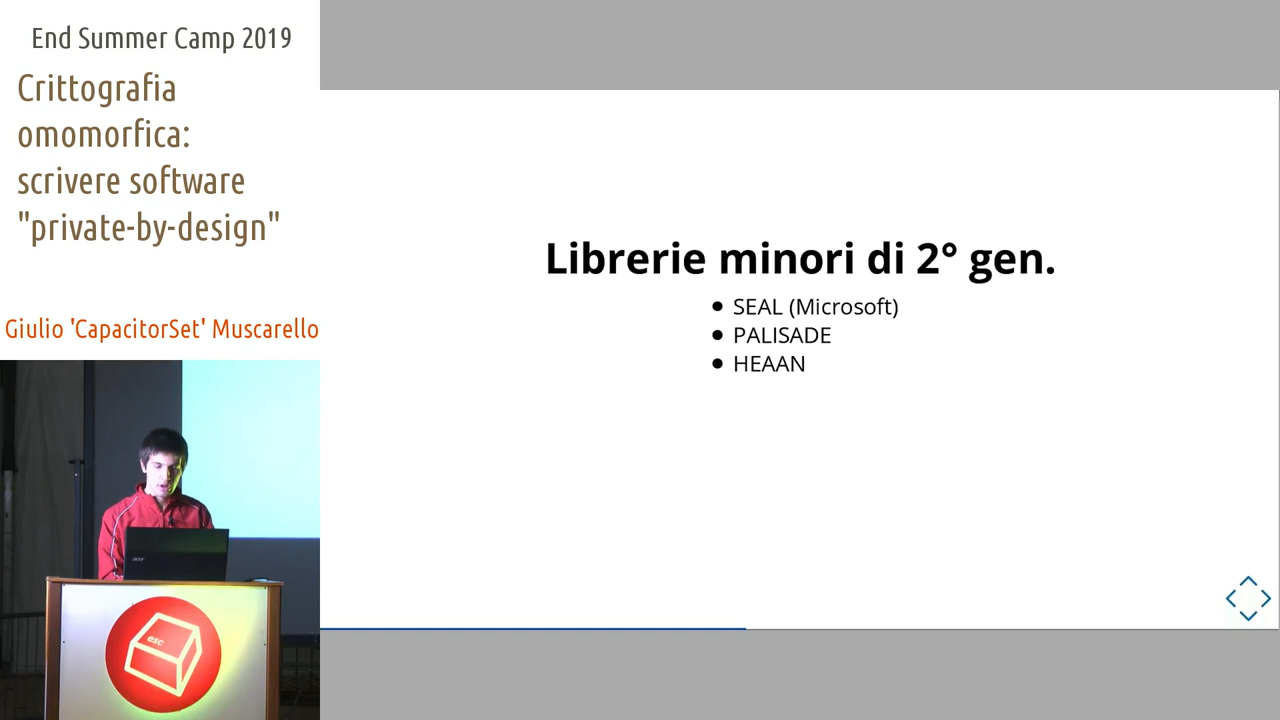 End Summer Camp 2019
Crittografia
omomorfica:
scrivere software
"private-by-design"
Giulio 'CapacitorSet' Muscarello
Librerie minori di 2° gen.
SEAL (Microsoft)
PALISADE
HEAAN
acer
esc